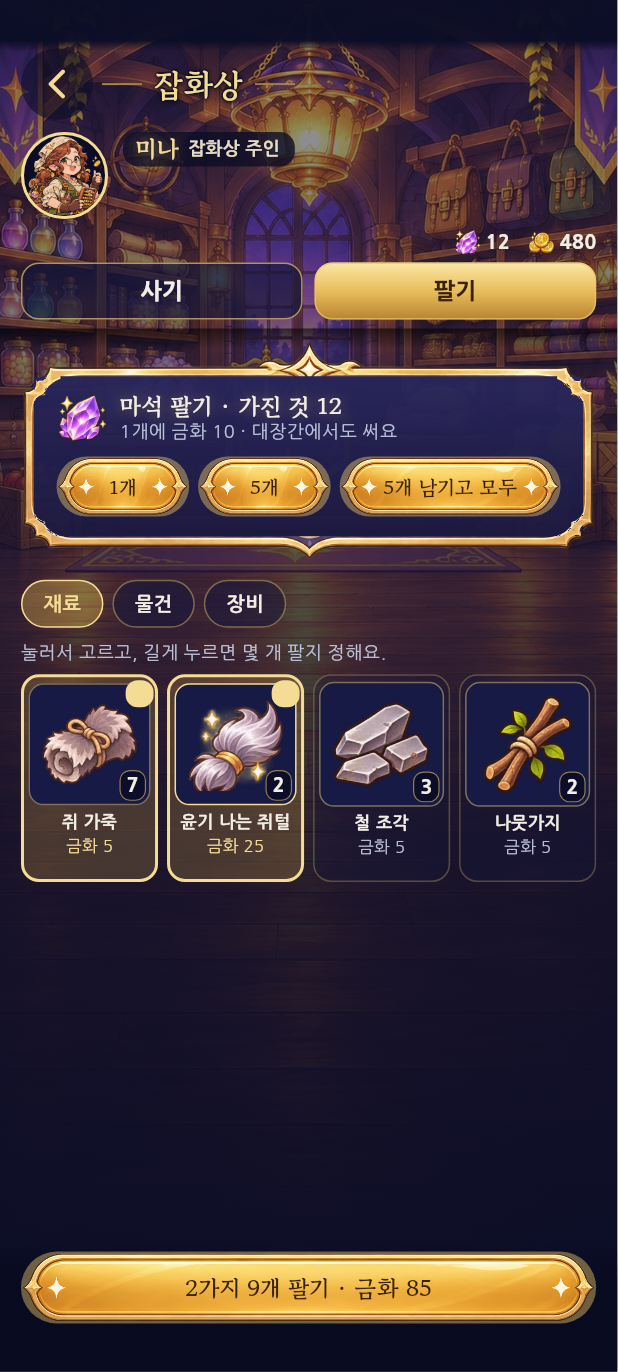 잡화상
미나 잡화상 주인
12 480
사기 팔기
마석 팔기 · 가진 것 12
1개에 금화 10 · 대장간에서도 써요
1개 5개 5개 남기고 모두
재료 물건 장비
눌러서 고르고, 길게 누르면 몇 개 팔지 정해요.
7 2 3 2
쥐 가죽 윤기 나는 쥐털 철 조각 나뭇가지
금화 5 금화 25 금화 5 금화 5
2가지 9개 팔기 · 금화 85